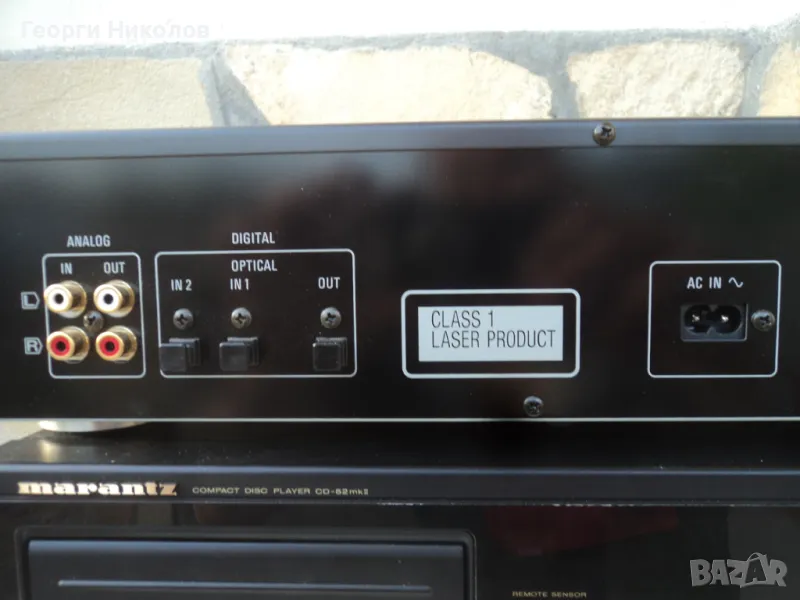 Георги Николов
ANALOG
IN OUT
L
R
DIGITAL
OPTICAL
IN 2 IN 1 OUT
CLASS 1
LASER PRODUCT
AC IN ~
marantz COMPACT DISC PLAYER CD-52mkII
REMOTE SENSOR
BAZAR